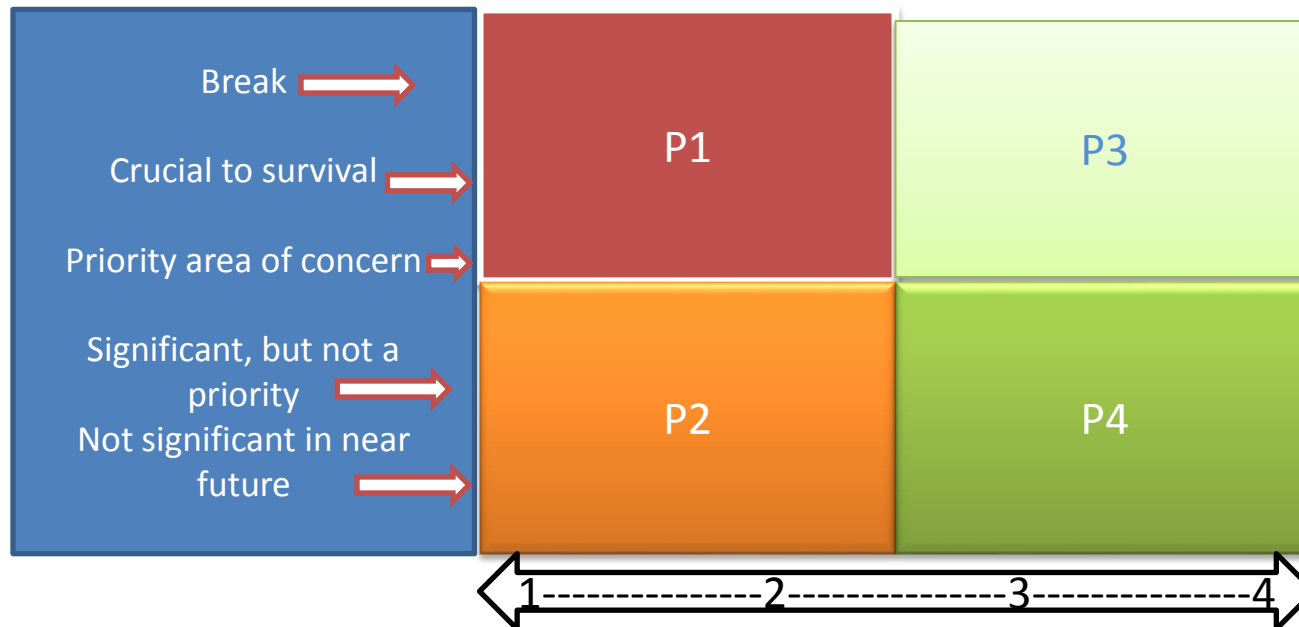 Break
Crucial to survival
Priority area of concern
Significant, but not a
priority
Not significant in near
future
P1
P3
P2
P4
1--------------2--------------3--------------4